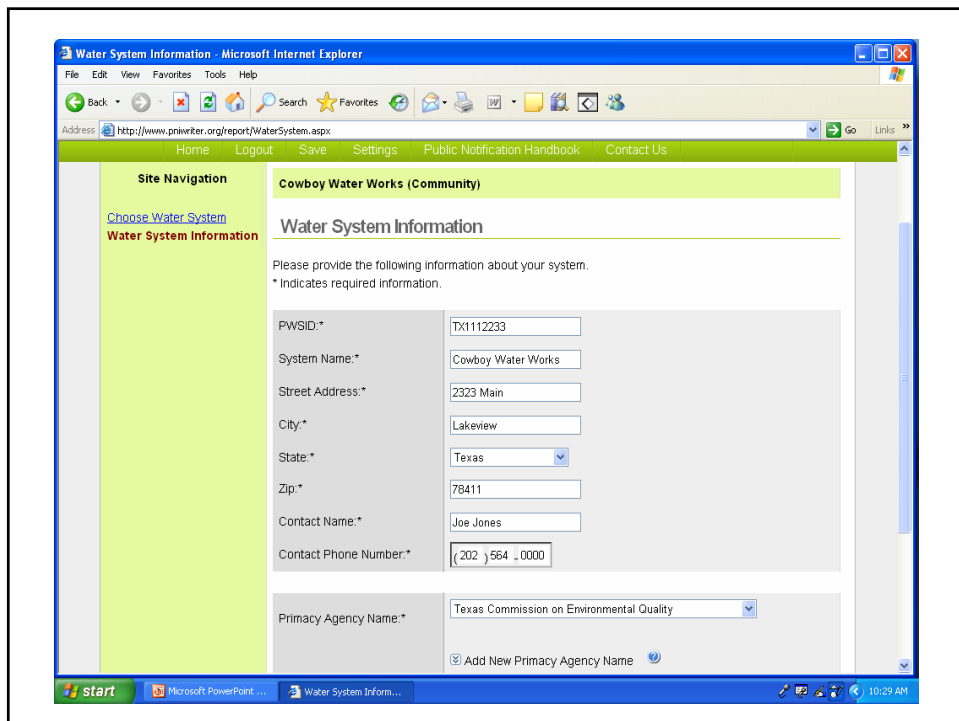 Water System Information - Microsoft Internet Explorer
File Edit View Favorites Tools Help
Back Search Favorites
Address http://www.pniwriter.org/report/WaterSystem.aspx Go Links »
Home Logout Save Settings Public Notification Handbook Contact Us
Site Navigation
Choose Water System
Water System Information
Cowboy Water Works (Community)
Water System Information
Please provide the following information about your system.
* Indicates required information.
PWSID:* TX1112233
System Name:* Cowboy Water Works
Street Address:* 2323 Main
City:* Lakeview
State:* Texas
Zip:* 78411
Contact Name:* Joe Jones
Contact Phone Number:* ( 202 ) 564 - 0000
Primacy Agency Name:* Texas Commission on Environmental Quality
Add New Primacy Agency Name
start Microsoft PowerPoint ... Water System Inform... 10:29 AM